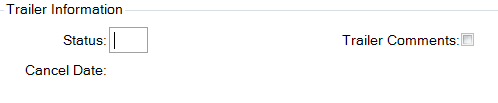 Trailer Information
Status: Trailer Comments:
Cancel Date: